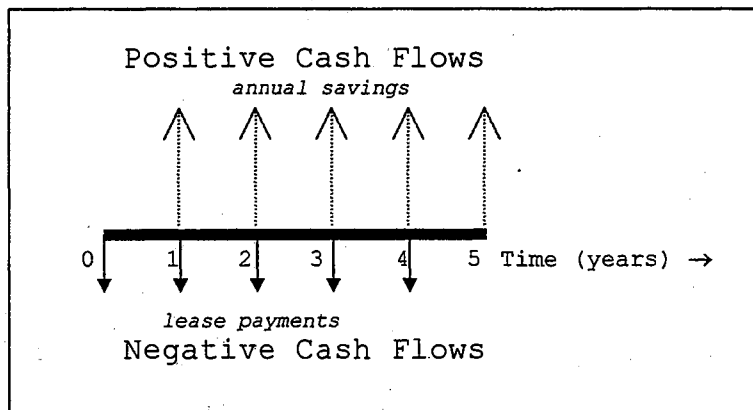 Positive Cash Flows
annual savings
0 1 2 3 4 5 Time (years) →
lease payments
Negative Cash Flows